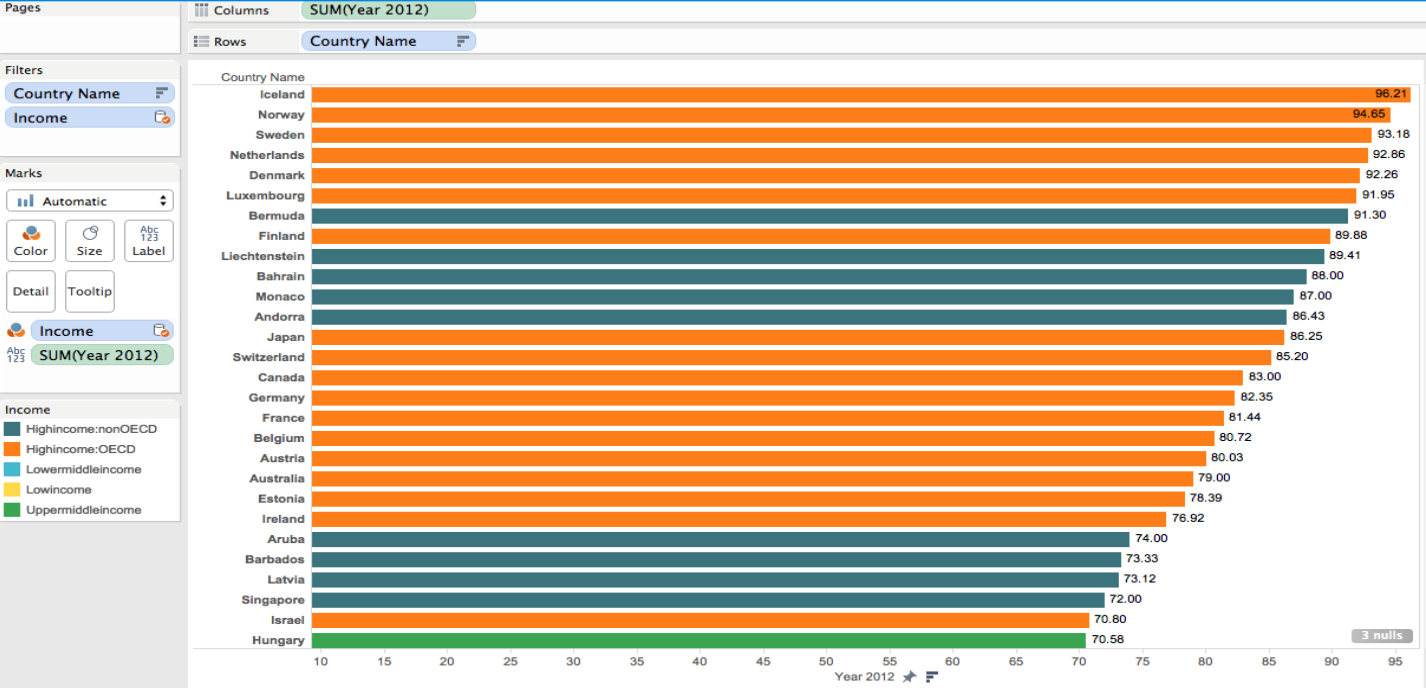 Pages
Columns SUM(Year 2012)
Rows Country Name
Filters
Country Name
Income
Marks
Automatic
Color Size Abc 123 Label
Detail Tooltip
Income
Abc 123 SUM(Year 2012)
Income
Highincome:nonOECD
Highincome:OECD
Lowermiddleincome
Lowincome
Uppermiddleincome
Country Name
Iceland 96.21
Norway 94.65
Sweden 93.18
Netherlands 92.86
Denmark 92.26
Luxembourg 91.95
Bermuda 91.30
Finland 89.88
Liechtenstein 89.41
Bahrain 88.00
Monaco 87.00
Andorra 86.43
Japan 86.25
Switzerland 85.20
Canada 83.00
Germany 82.35
France 81.44
Belgium 80.72
Austria 80.03
Australia 79.00
Estonia 78.39
Ireland 76.92
Aruba 74.00
Barbados 73.33
Latvia 73.12
Singapore 72.00
Israel 70.80
Hungary 70.58
3 nulls
10 15 20 25 30 35 40 45 50 55 60 65 70 75 80 85 90 95
Year 2012